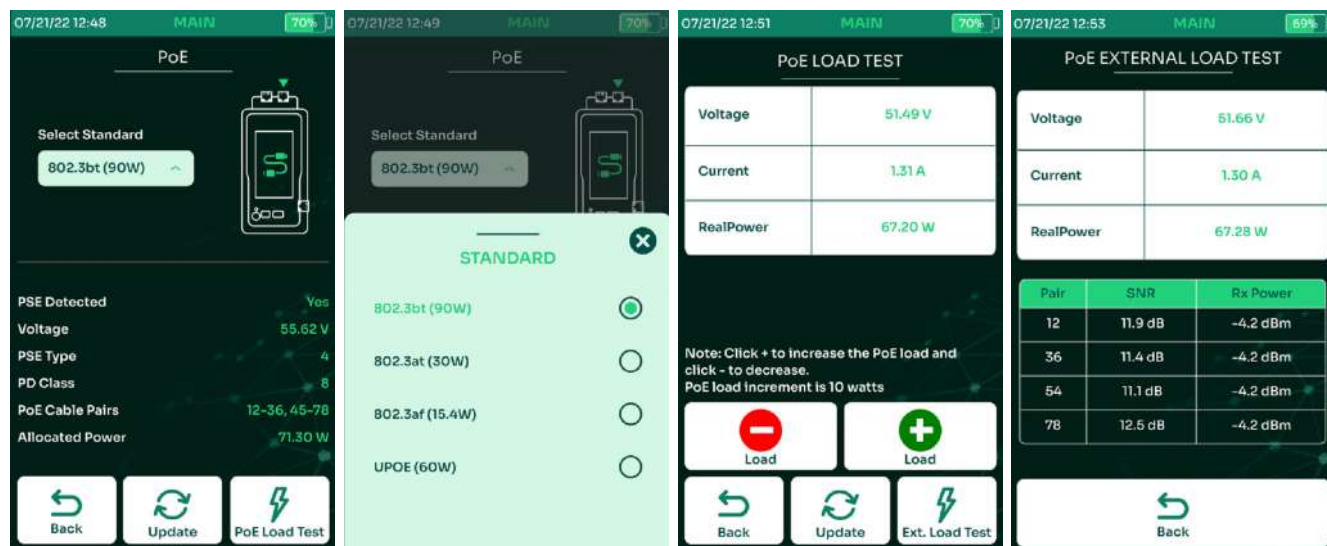 07/21/22 12:48 MAIN 70%
PoE
Select Standard
802.3bt (90W)
PSE Detected Yes
Voltage 55.62 V
PSE Type 4
PD Class 8
PoE Cable Pairs 12-36, 45-78
Allocated Power 71.30 W
Back Update PoE Load Test
07/21/22 12:49 MAIN 70%
PoE
Select Standard
802.3bt (90W)
STANDARD
802.3bt (90W)
802.3at (30W)
802.3af (15.4W)
UPOE (60W)
07/21/22 12:51 MAIN 70%
PoE LOAD TEST
Voltage 51.49 V
Current 1.31 A
RealPower 67.20 W
Note: Click + to increase the PoE load and
click - to decrease.
PoE load increment is 10 watts
Load Load
Back Update Ext. Load Test
07/21/22 12:53 MAIN 69%
PoE EXTERNAL LOAD TEST
Voltage 51.66 V
Current 1.30 A
RealPower 67.28 W
Pair SNR Rx Power
12 11.9 dB -4.2 dBm
36 11.4 dB -4.2 dBm
54 11.1 dB -4.2 dBm
78 12.5 dB -4.2 dBm
Back